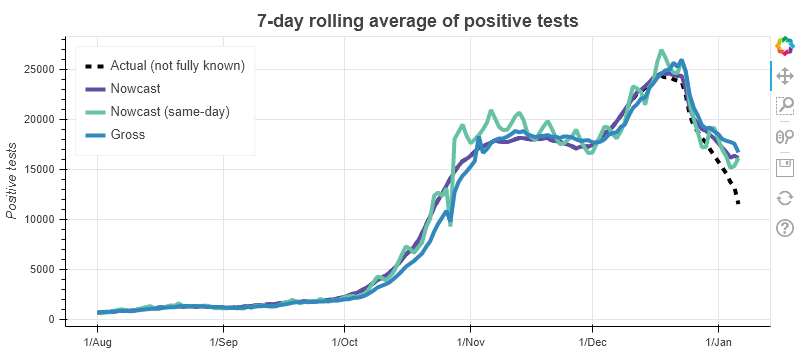 7-day rolling average of positive tests
Actual (not fully known)
Nowcast
Nowcast (same-day)
Gross
Positive tests
25000
20000
15000
10000
5000
0
1/Aug
1/Sep
1/Oct
1/Nov
1/Dec
1/Jan